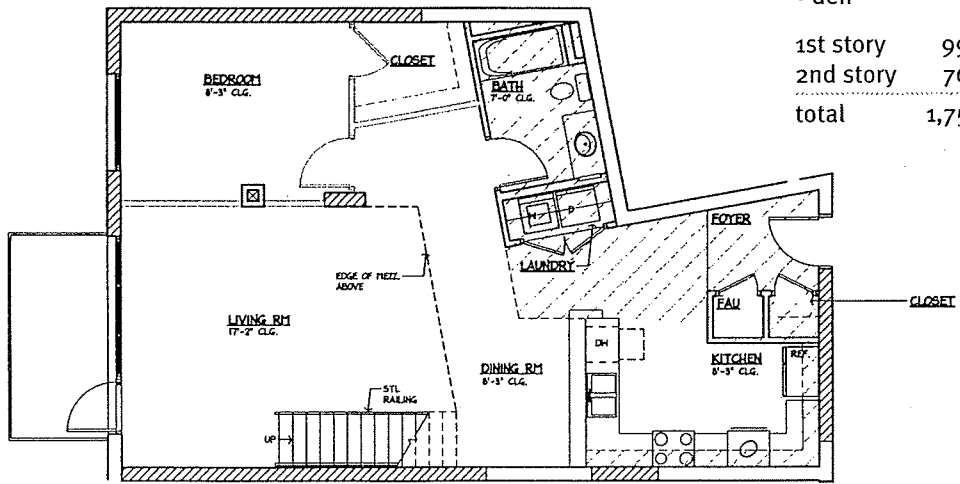 den
1st story
2nd story
total
BEDROOM
8'-3" CLG.
CLOSET
BATH
7'-0" CLG.
W
D
LAUNDRY
FOYER
FAU
CLOSET
EDGE OF MEZZ.
ABOVE
LIVING RM
17'-2" CLG.
DINING RM
8'-3" CLG.
DW
KITCHEN
8'-3" CLG.
REF.
STL
RAILING
UP